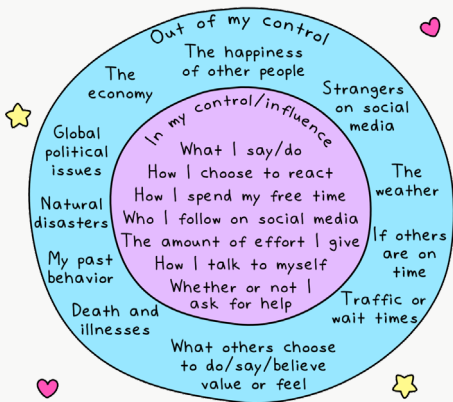 Out of my control
The happiness
of other people
The
economy
Strangers
on social
media
Global
political
issues
The
weather
Natural
disasters
If others
are on
time
My past
behavior
Traffic or
wait times
Death and
illnesses
What others choose
to do/say/believe
value or feel
In my control/influence
What I say/do
How I choose to react
How I spend my free time
Who I follow on social media
The amount of effort I give
How I talk to myself
Whether or not I
ask for help